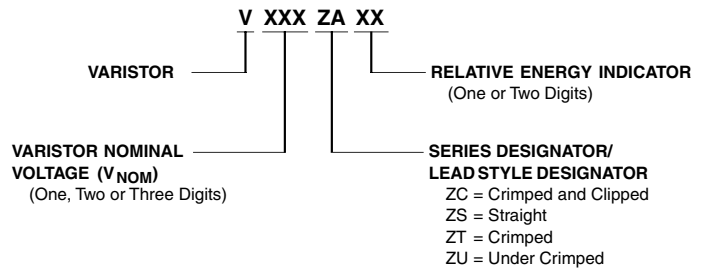 V XXX ZA XX
VARISTOR
RELATIVE ENERGY INDICATOR
(One or Two Digits)
VARISTOR NOMINAL
VOLTAGE (VNOM)
(One, Two or Three Digits)
SERIES DESIGNATOR/
LEAD STYLE DESIGNATOR
ZC = Crimped and Clipped
ZS = Straight
ZT = Crimped
ZU = Under Crimped